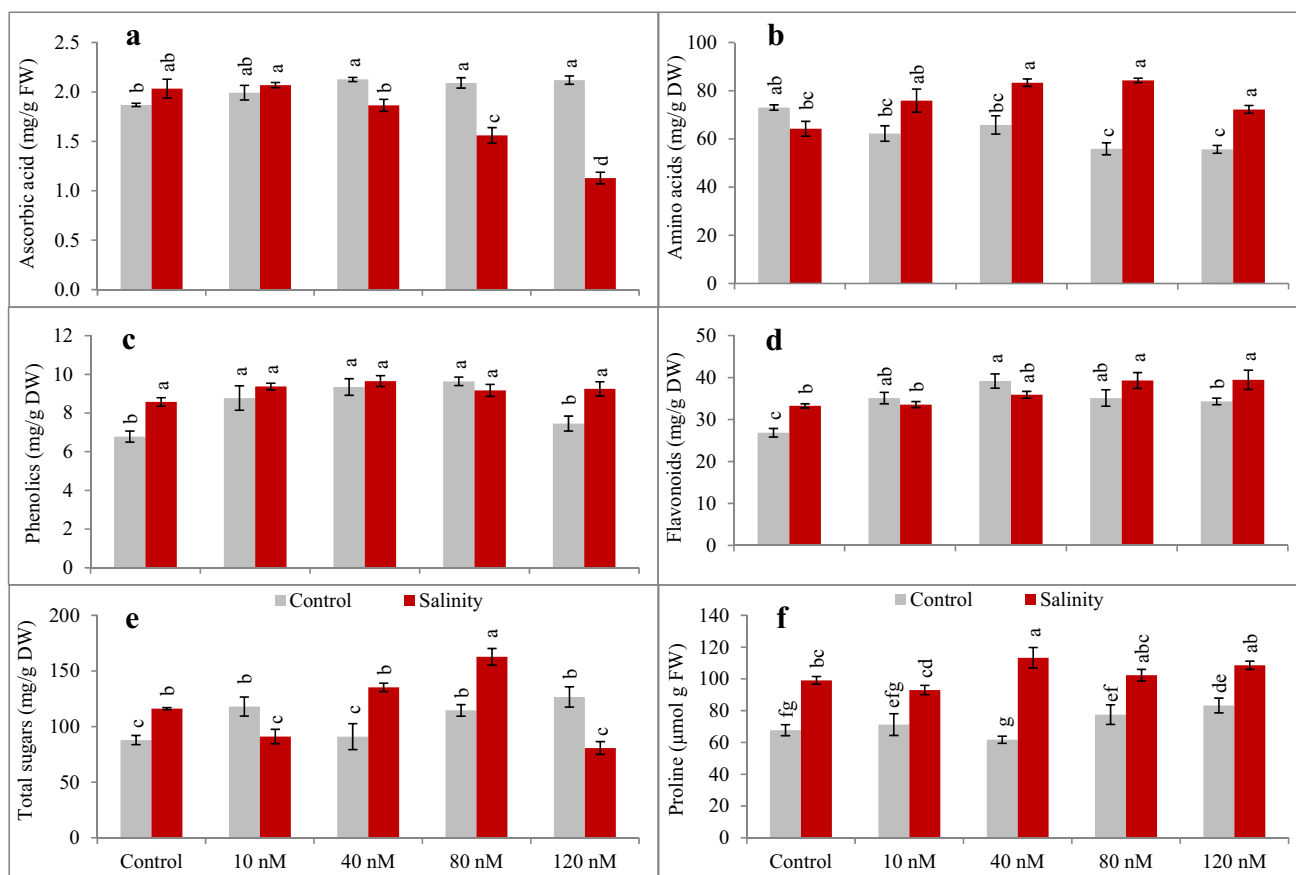 a
Ascorbic acid (mg/g FW)
2.5
2.0
1.5
1.0
0.5
0.0
b ab ab a a b a c a d
b
Amino acids (mg/g DW)
100
80
60
40
20
0
ab bc bc ab bc a c a c a
c
Phenolics (mg/g DW)
12
10
8
6
4
2
0
b a a a a a a a b a
d
Flavonoids (mg/g DW)
50
40
30
20
10
0
c b ab b a ab ab a b a
e
Control Salinity
Total sugars (mg/g DW)
200
150
100
50
0
c b b c c b b a b c
Control 10 nM 40 nM 80 nM 120 nM
f
Control Salinity
Proline (µmol g FW)
140
120
100
80
60
40
20
0
fg bc efg cd g a ef abc de ab
Control 10 nM 40 nM 80 nM 120 nM